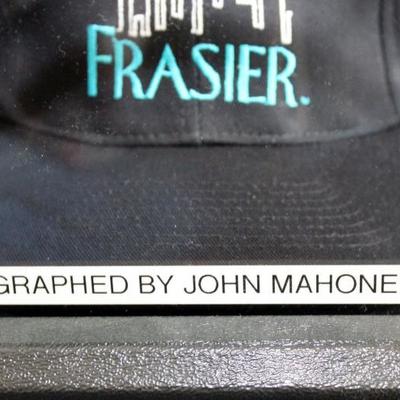 FRASIER.
GRAPHED BY JOHN MAHONE